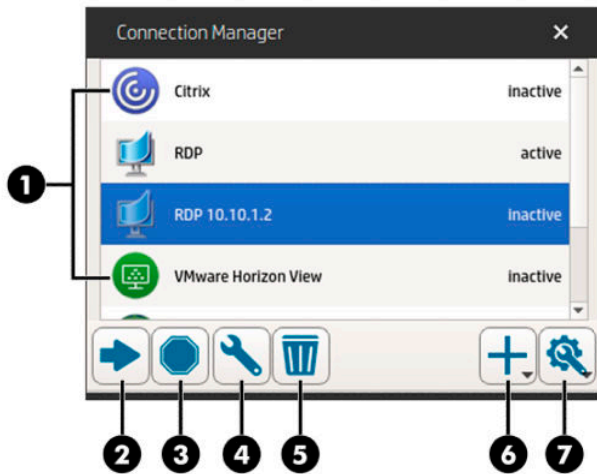 Connection Manager
Citrix inactive
RDP active
1
RDP 10.10.1.2 inactive
VMware Horizon View inactive
2 3 4 5 6 7